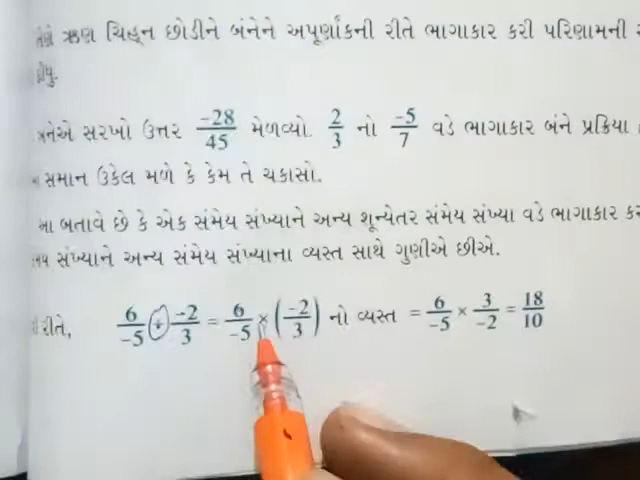 ઋણ ચિહ્ન છોડીને બંનેને અપૂર્ણાંકની રીતે ભાગાકાર કરી પરિણામની
સરખો ઉત્તર -28/45 મેળવ્યો. 2/3 નો -5/7 વડે ભાગાકાર બંને પ્રક્રિયા
સમાન ઉકેલ મળે કે કેમ તે ચકાસો.
આ બતાવે છે કે એક સંમેય સંખ્યાને અન્ય શૂન્યેતર સંમેય સંખ્યા વડે ભાગાકાર
સંખ્યાને અન્ય સંમેય સંખ્યાના વ્યસ્ત સાથે ગુણીએ છીએ.
રીતે, 6/-5 ÷ -2/3 = 6/-5 × (-2/3) નો વ્યસ્ત = 6/-5 × 3/-2 = 18/10